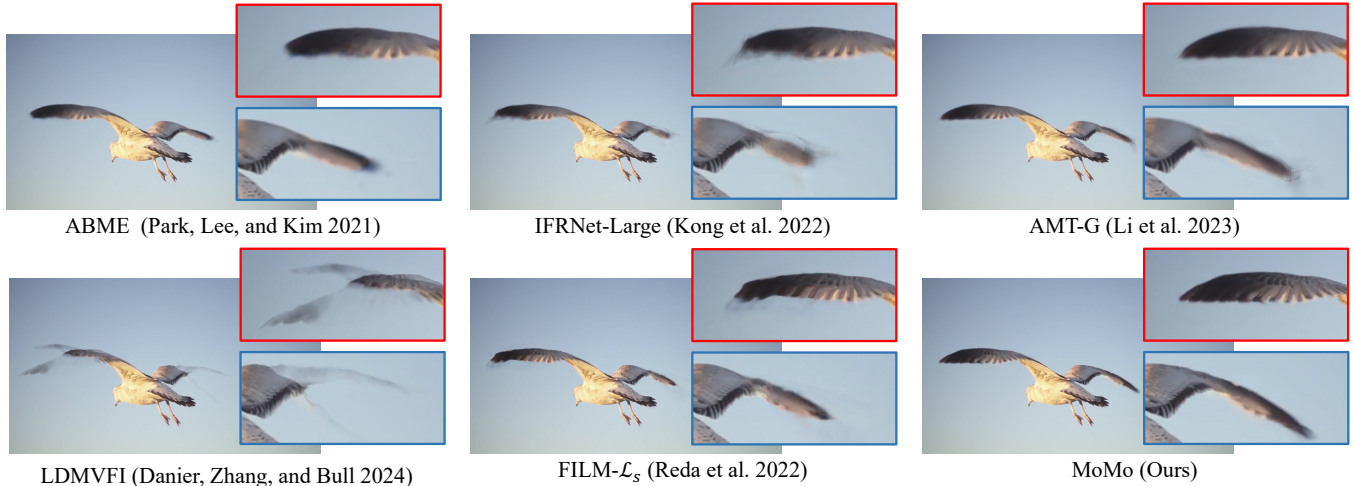 ABME (Park, Lee, and Kim 2021)
IFRNet-Large (Kong et al. 2022)
AMT-G (Li et al. 2023)
LDMVFI (Danier, Zhang, and Bull 2024)
FILM-ℒₛ (Reda et al. 2022)
MoMo (Ours)